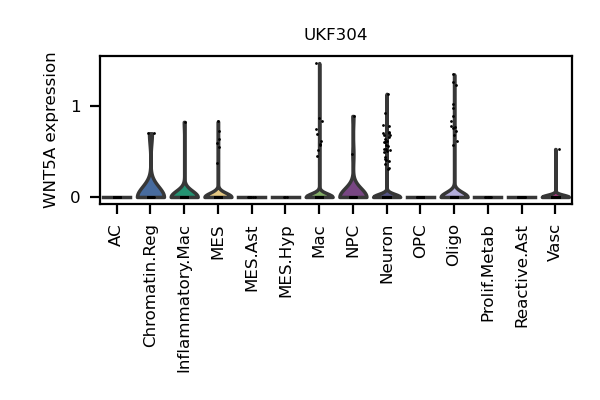 UKF304
WNT5A expression
1
0
AC
Chromatin.Reg
Inflammatory.Mac
MES
MES.Ast
MES.Hyp
Mac
NPC
Neuron
OPC
Oligo
Prolif.Metab
Reactive.Ast
Vasc